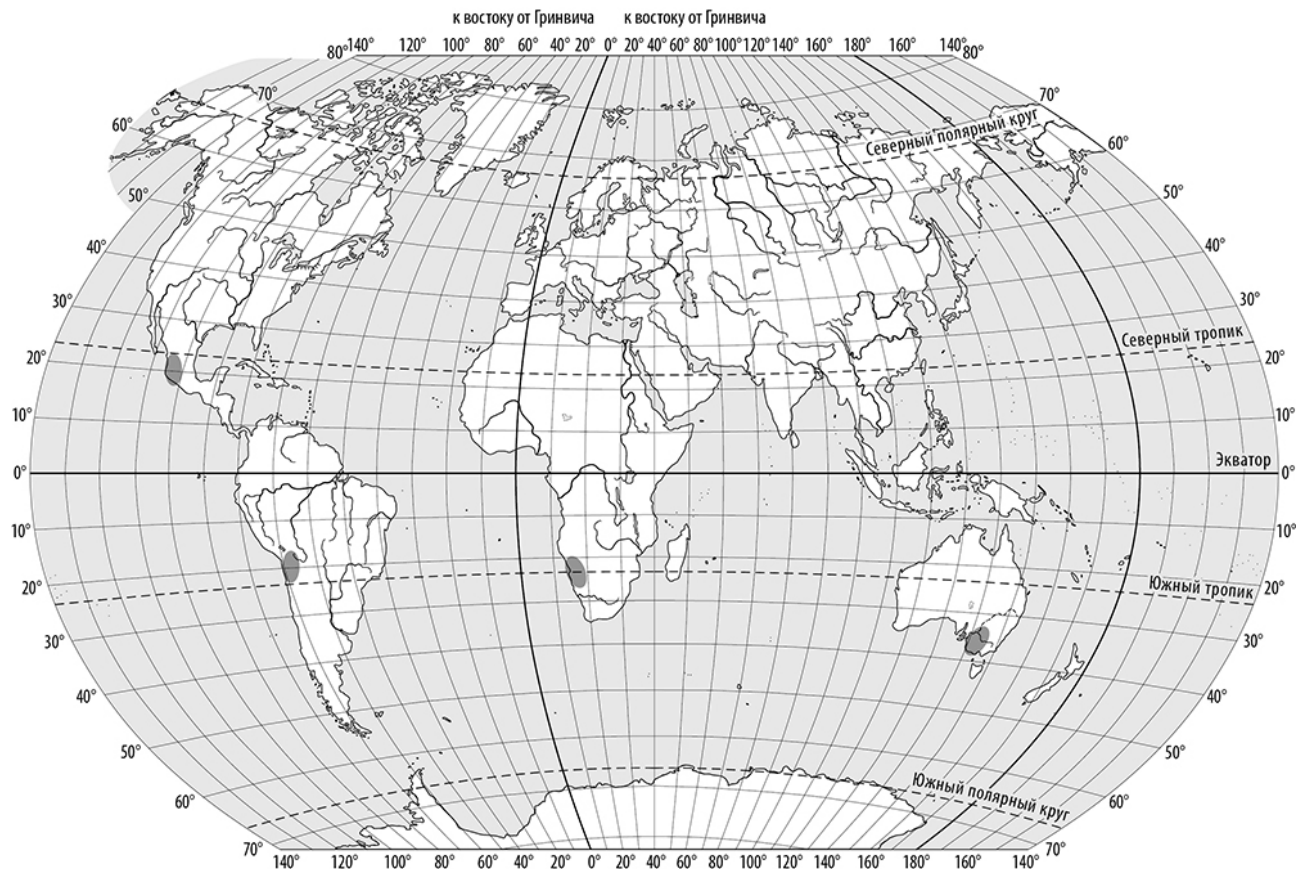 к востоку от Гринвича к востоку от Гринвича
80° 140° 120° 100° 80° 60° 40° 20° 0° 20° 40° 60° 80° 100° 120° 140° 160° 180° 160° 140° 80°
70° 70°
60° Северный полярный круг 60°
50° 50°
40° 40°
30° 30°
Северный тропик
20° 20°
10° 10°
Экватор
0° 0°
10° 10°
20° Южный тропик 20°
30° 30°
40° 40°
50° 50°
60° Южный полярный круг 60°
70° 70°
140° 120° 100° 80° 60° 40° 20° 0° 20° 40° 60° 80° 100° 120° 140° 160° 180° 160° 140°